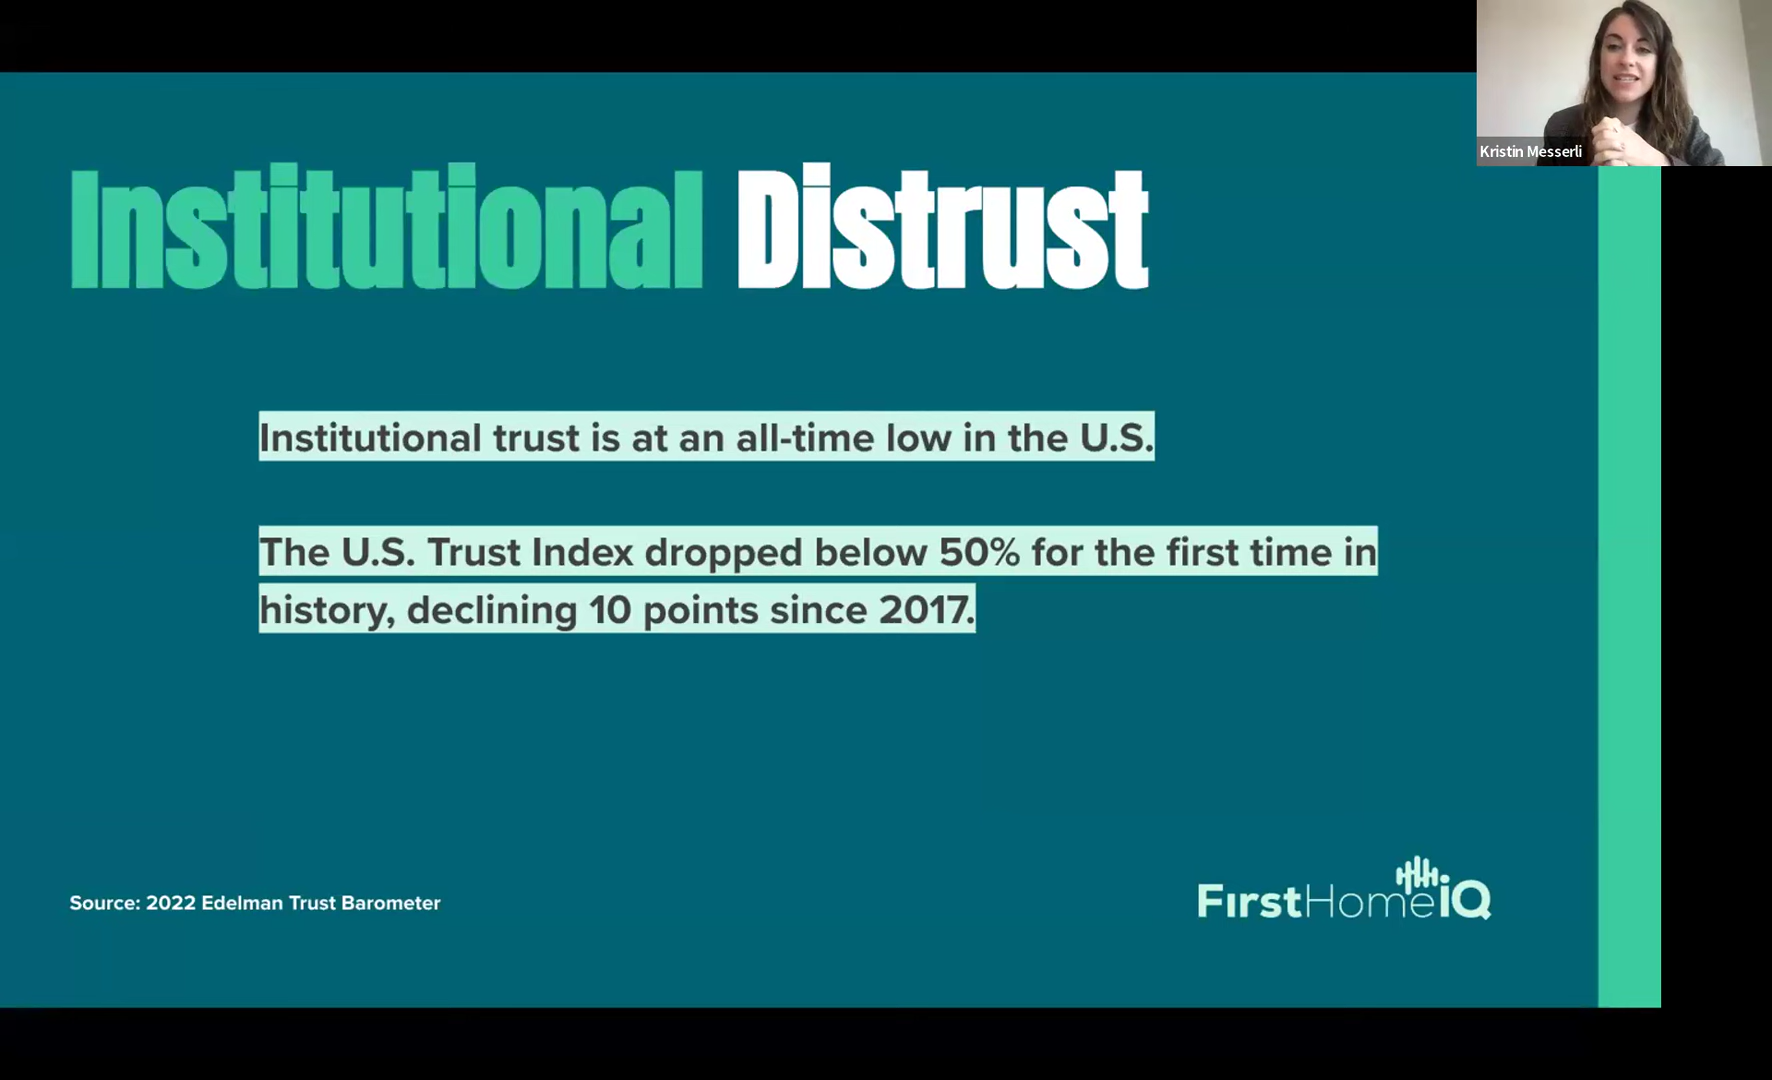 Kristin Messerli
Institutional Distrust
Institutional trust is at an all-time low in the U.S.
The U.S. Trust Index dropped below 50% for the first time in
history, declining 10 points since 2017.
Source: 2022 Edelman Trust Barometer
FirstHomeiQ